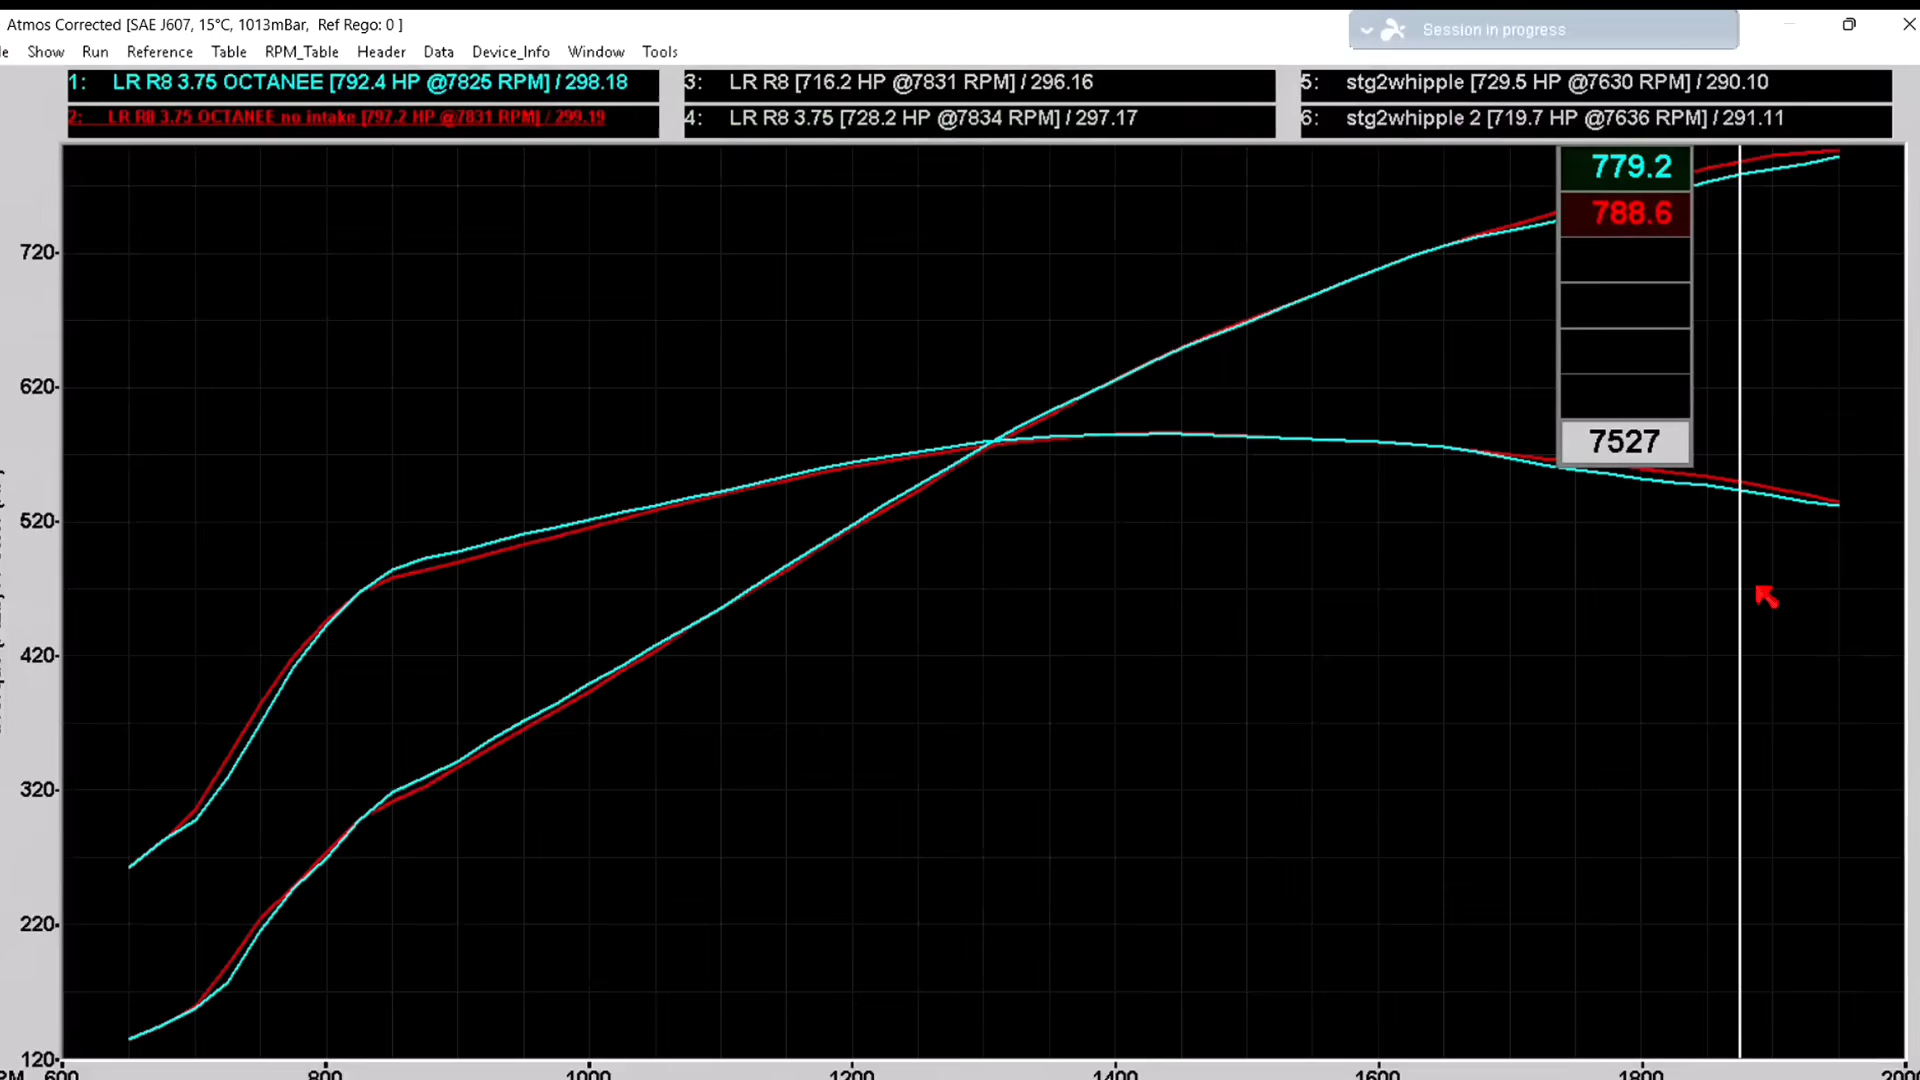 Atmos Corrected [SAE J607, 15°C, 1013mBar, Ref Rego: 0 ]
Session in progress
Show Run Reference Table RPM_Table Header Data Device_Info Window Tools
1: LR R8 3.75 OCTANEE [792.4 HP @7825 RPM] / 298.18
2: LR R8 3.75 OCTANEE no intake [797.2 HP @7831 RPM] / 299.19
3: LR R8 [716.2 HP @7831 RPM] / 296.16
4: LR R8 3.75 [728.2 HP @7834 RPM] / 297.17
5: stg2whipple [729.5 HP @7630 RPM] / 290.10
6: stg2whipple 2 [719.7 HP @7636 RPM] / 291.11
779.2
788.6
7527
720
620
520
420
320
220
120
600 800 1000 1200 1400 1600 1800 2000